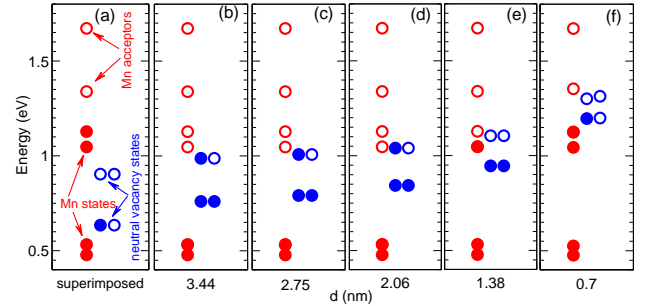 (a)
(b)
(c)
(d)
(e)
(f)
Mn acceptors
Mn states
neutral vacancy states
Energy (eV)
1.5
1
0.5
superimposed
3.44
2.75
2.06
1.38
0.7
d (nm)